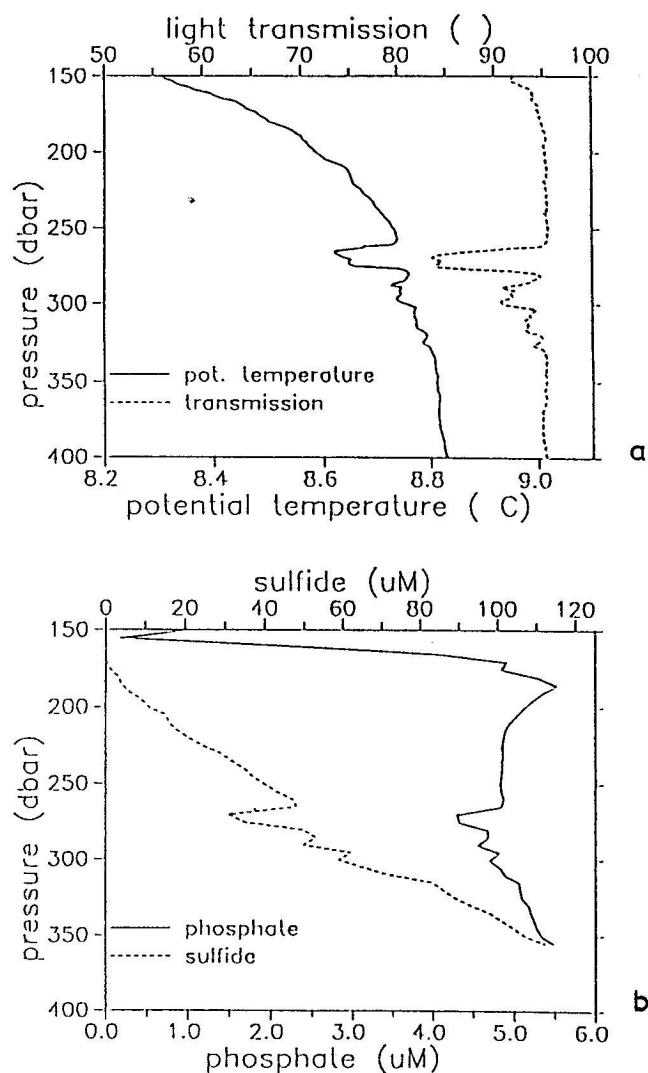 light transmission ( )
50 60 70 80 90 100
150
200
250
300
350
400
pressure (dbar)
pot. temperature
transmission
8.2 8.4 8.6 8.8 9.0
potential temperature ( C)
a
sulfide (uM)
0 20 40 60 80 100 120
150
200
250
300
350
400
pressure (dbar)
phosphale
sulfide
0.0 1.0 2.0 3.0 4.0 5.0 6.0
phosphale (uM)
b